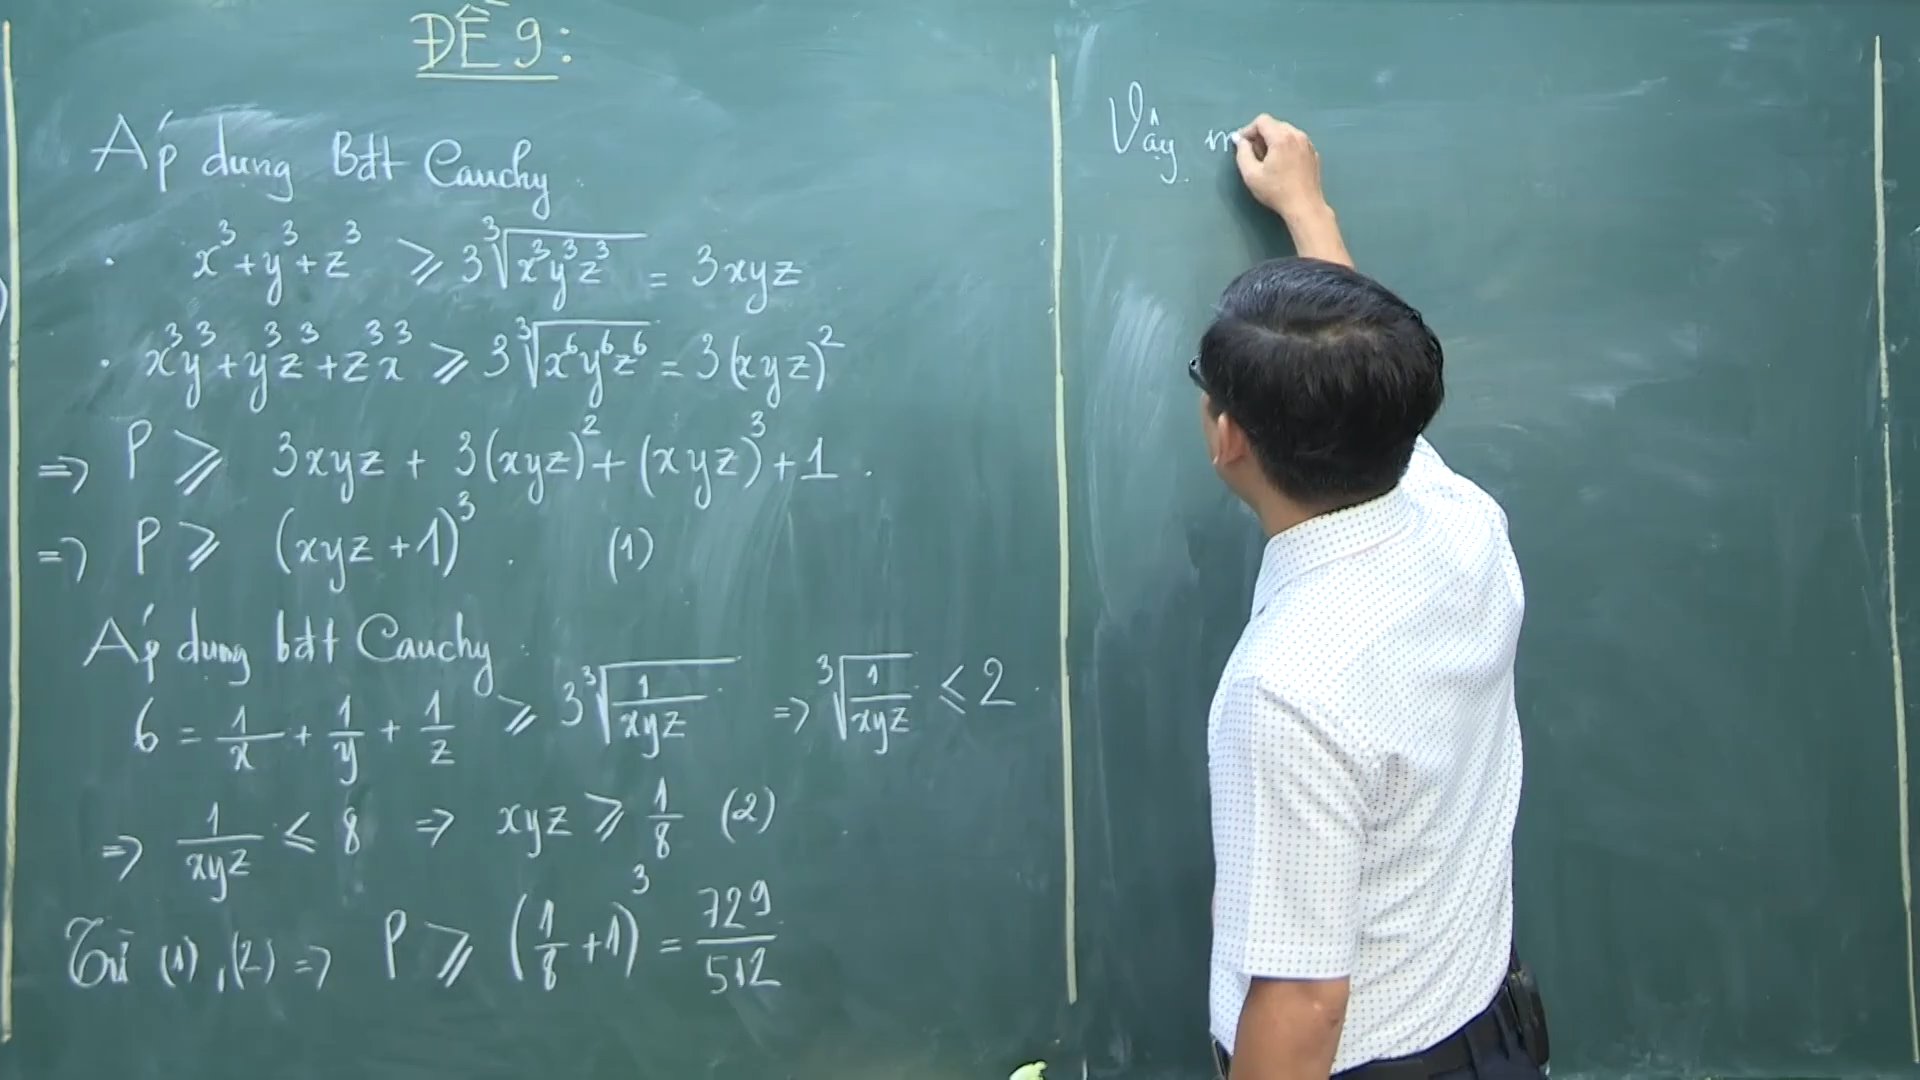 ĐỀ 9:
Áp dụng Bđt Cauchy
• x³ + y³ + z³ ⩾ 3∛(x³y³z³) = 3xyz
• x³y³ + y³z³ + z³x³ ⩾ 3∛(x⁶y⁶z⁶) = 3(xyz)²
=> P ⩾ 3xyz + 3(xyz)² + (xyz)³ + 1.
=> P ⩾ (xyz + 1)³. (1)
Áp dụng bđt Cauchy
6 = 1/x + 1/y + 1/z ⩾ 3∛(1/xyz) => ∛(1/xyz) ⩽ 2
=> 1/xyz ⩽ 8 => xyz ⩾ 1/8 (2)
Từ (1), (2) => P ⩾ (1/8 + 1)³ = 729/512
Vậy